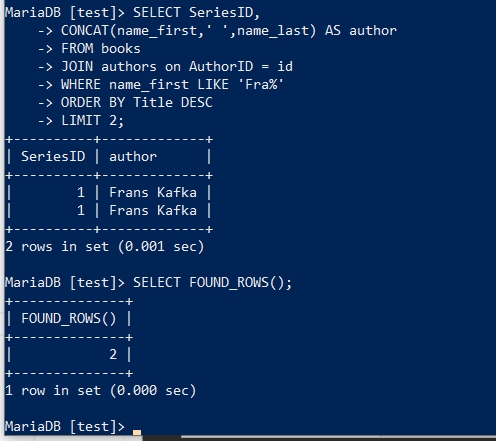 MariaDB [test]> SELECT SeriesID,
    -> CONCAT(name_first,' ',name_last) AS author
    -> FROM books
    -> JOIN authors on AuthorID = id
    -> WHERE name_first LIKE 'Fra%'
    -> ORDER BY Title DESC
    -> LIMIT 2;
+----------+-------------+
| SeriesID | author      |
+----------+-------------+
|        1 | Frans Kafka |
|        1 | Frans Kafka |
+----------+-------------+
2 rows in set (0.001 sec)

MariaDB [test]> SELECT FOUND_ROWS();
+--------------+
| FOUND_ROWS() |
+--------------+
|            2 |
+--------------+
1 row in set (0.000 sec)

MariaDB [test]>